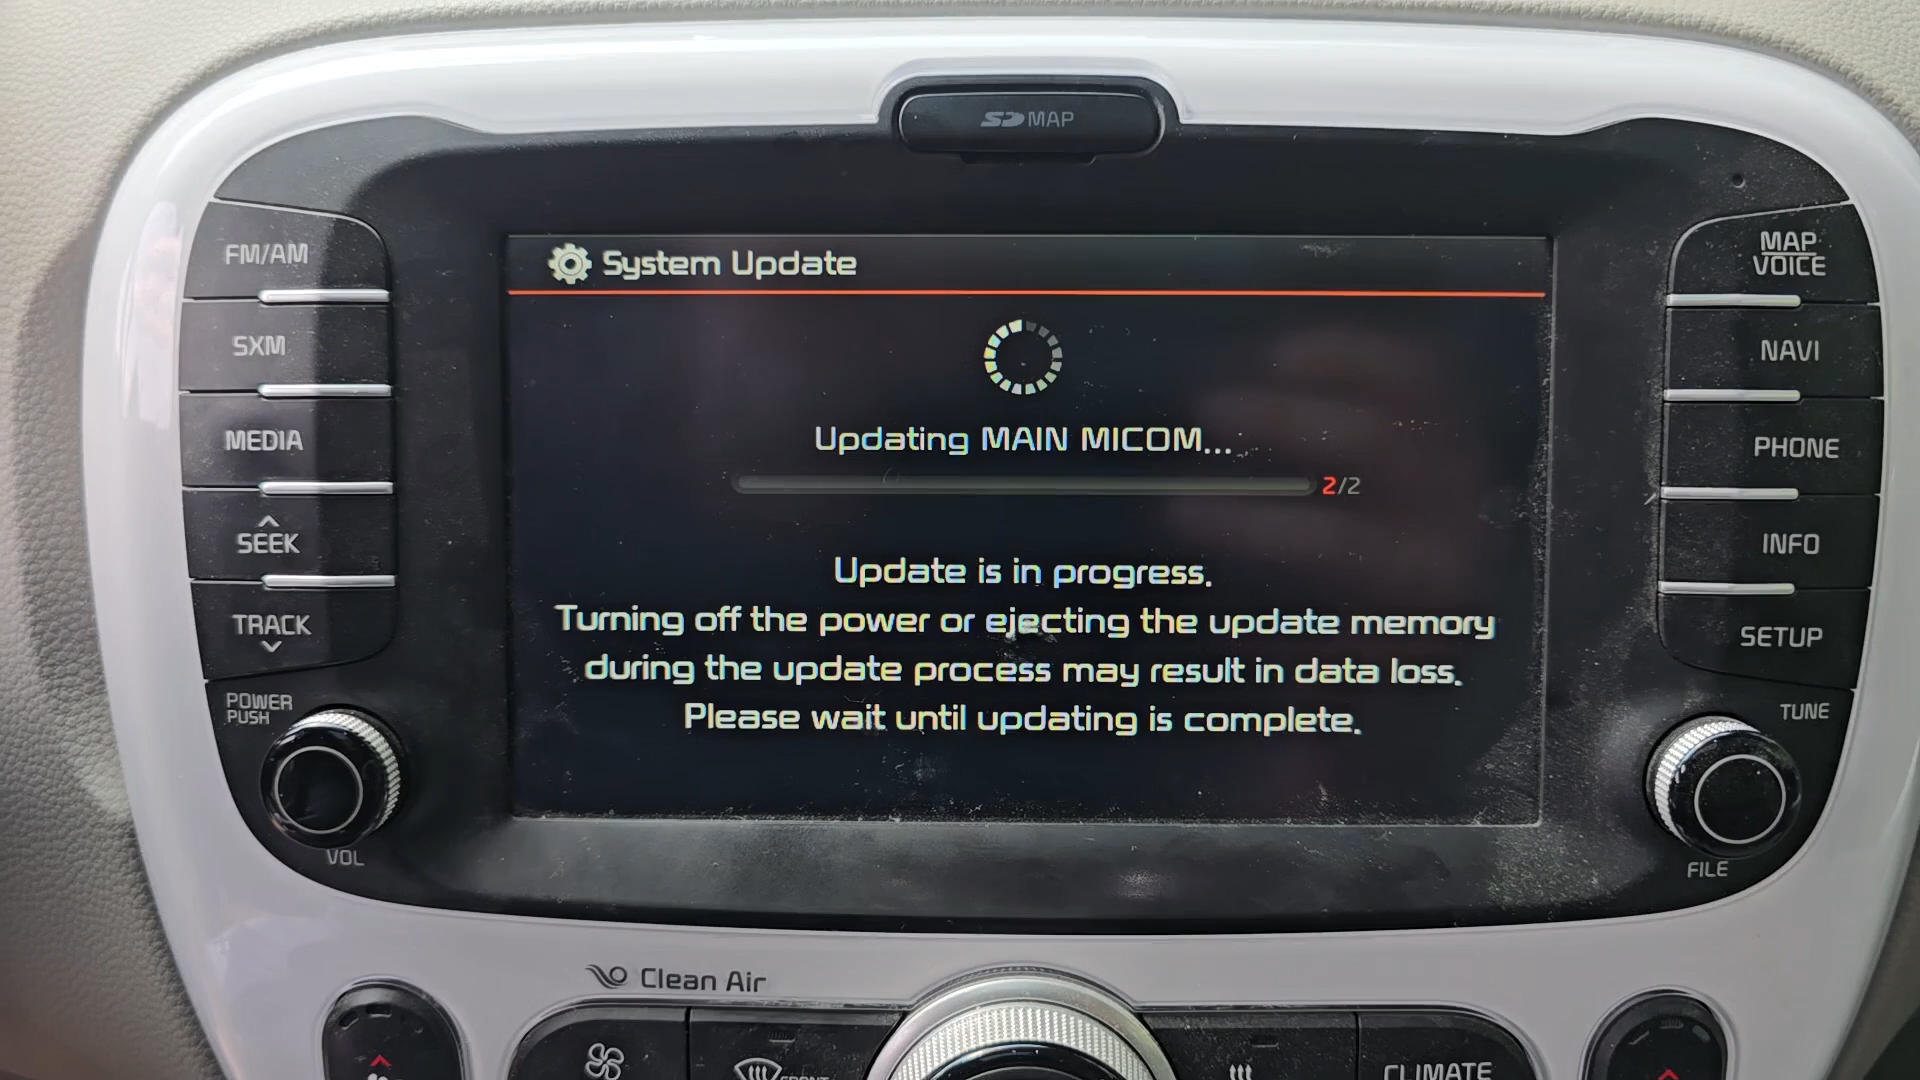 SD MAP
FM/AM
SXM
MEDIA
SEEK
TRACK
POWER
PUSH
VOL
System Update
Updating MAIN MICOM...
2/2
Update is in progress.
Turning off the power or ejecting the update memory
during the update process may result in data loss.
Please wait until updating is complete.
MAP
VOICE
NAVI
PHONE
INFO
SETUP
TUNE
FILE
Clean Air
FRONT
CLIMATE